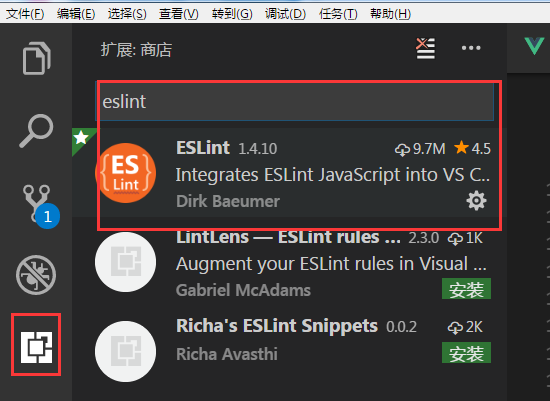 文件(F) 编辑(E) 选择(S) 查看(V) 转到(G) 调试(D) 任务(T) 帮助(H)
扩展: 商店
eslint
ES
Lint
ESLint 1.4.10 9.7M 4.5
Integrates ESLint JavaScript into VS C..
Dirk Baeumer
1
LintLens — ESLint rules ... 2.3.0 1K
Augment your ESLint rules in Visual ...
Gabriel McAdams 安装
Richa's ESLint Snippets 0.0.2 2K
Richa Avasthi 安装